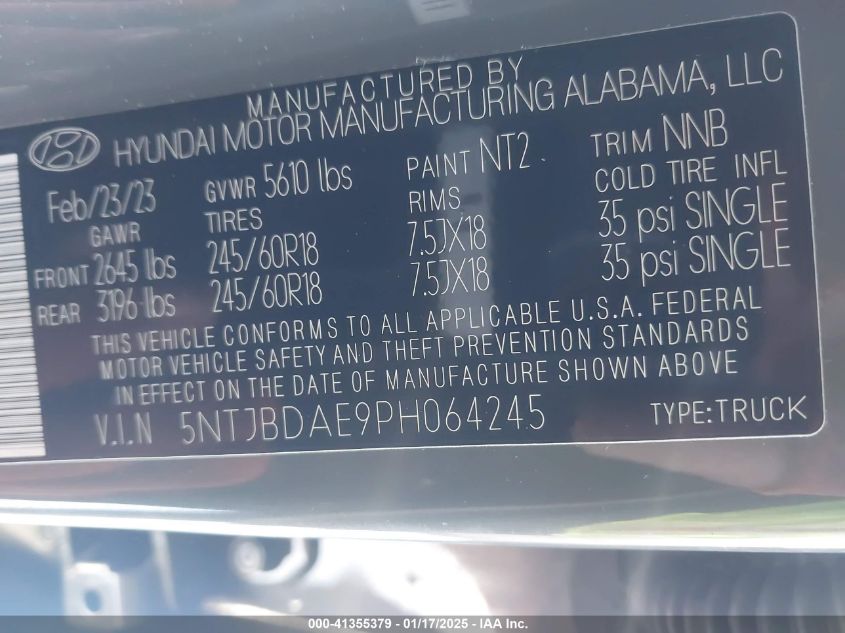 MANUFACTURED BY
HYUNDAI MOTOR MANUFACTURING ALABAMA, LLC
Feb/23/23 GVWR 5610 lbs PAINT NT2 TRIM NNB
GAWR TIRES RIMS COLD TIRE INFL
FRONT 2645 lbs 245/60R18 7.5JX18 35 psi SINGLE
REAR 3196 lbs 245/60R18 7.5JX18 35 psi SINGLE
THIS VEHICLE CONFORMS TO ALL APPLICABLE U.S.A. FEDERAL
MOTOR VEHICLE SAFETY AND THEFT PREVENTION STANDARDS
IN EFFECT ON THE DATE OF MANUFACTURE SHOWN ABOVE
V.I.N 5NTJBDAE9PH064245 TYPE:TRUCK
000-41355379 - 01/17/2025 - IAA Inc.